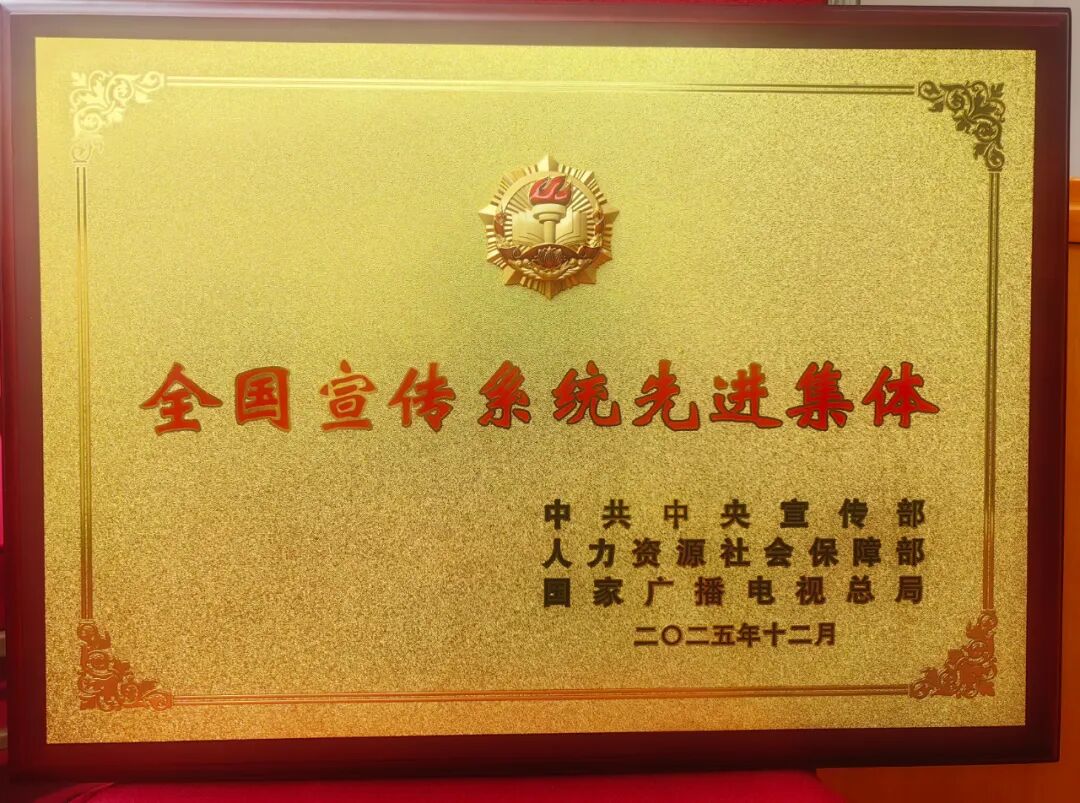 全国宣传系统先进集体
中共中央宣传部
人力资源社会保障部
国家广播电视总局
二〇二五年十二月